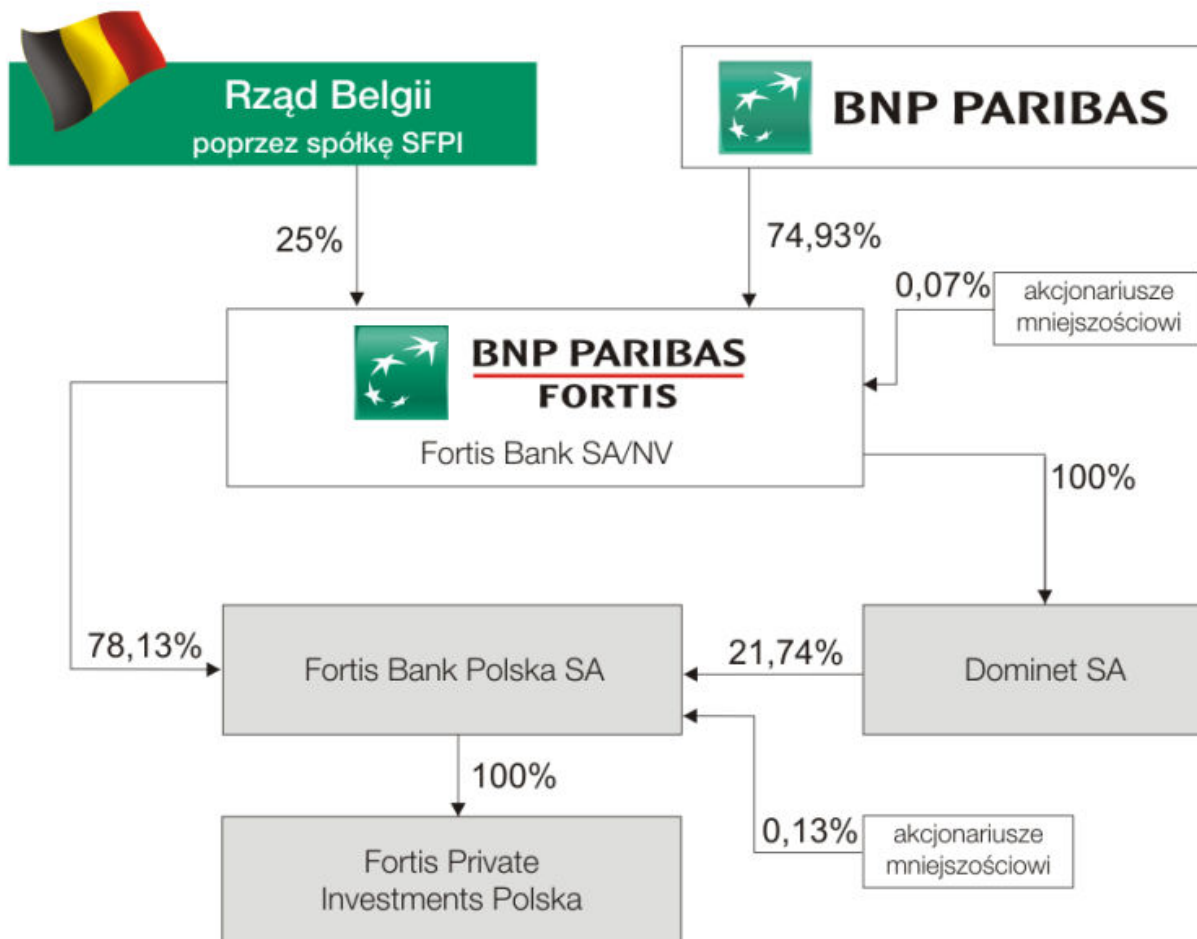 Rząd Belgii
poprzez spółkę SFPI
BNP PARIBAS
25%
74,93%
0,07%
akcjonariusze
mniejszościowi
BNP PARIBAS
FORTIS
Fortis Bank SA/NV
100%
78,13%
Fortis Bank Polska SA
21,74%
Dominet SA
100%
0,13%
akcjonariusze
mniejszościowi
Fortis Private
Investments Polska